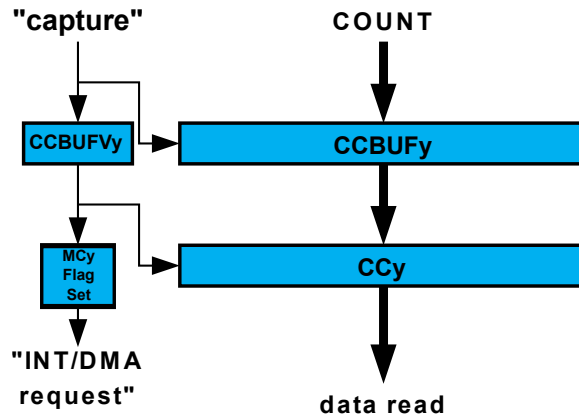 "capture"
COUNT
CCBUFVy
CCBUFy
MCy
Flag
Set
CCy
"INT/DMA
request"
data read